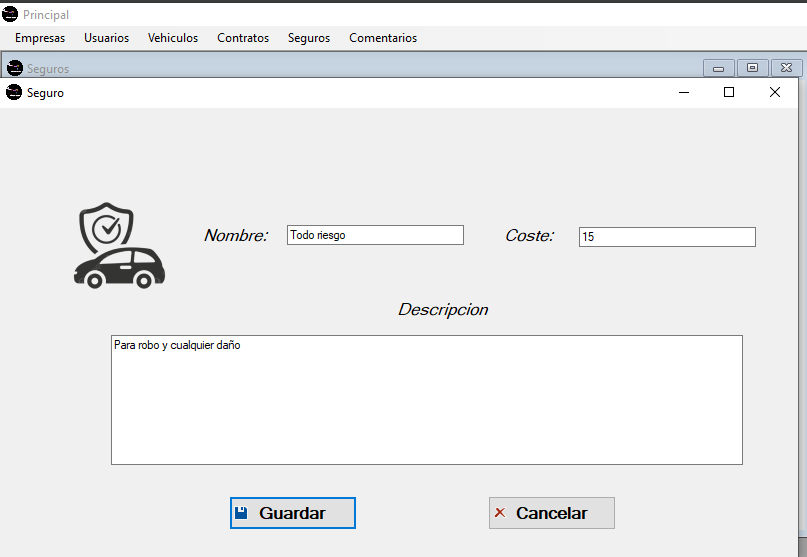 Principal
Empresas Usuarios Vehiculos Contratos Seguros Comentarios
Seguros
Seguro
Nombre: Todo riesgo Coste: 15
Descripcion
Para robo y cualquier daño
Guardar Cancelar